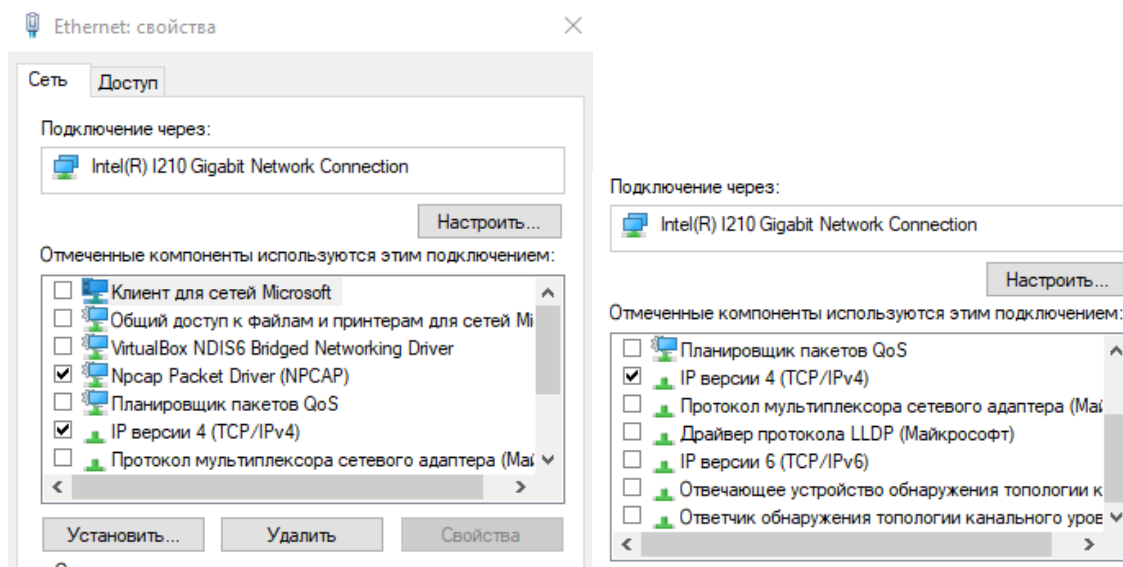 Ethernet: свойства
Сеть
Доступ
Подключение через:
Intel(R) I210 Gigabit Network Connection
Настроить...
Отмеченные компоненты используются этим подключением:
Клиент для сетей Microsoft
Общий доступ к файлам и принтерам для сетей Mi
VirtualBox NDIS6 Bridged Networking Driver
Npcap Packet Driver (NPCAP)
Планировщик пакетов QoS
IP версии 4 (TCP/IPv4)
Протокол мультиплексора сетевого адаптера (Май
Установить...
Удалить
Свойства
Подключение через:
Intel(R) I210 Gigabit Network Connection
Настроить...
Отмеченные компоненты используются этим подключением:
Планировщик пакетов QoS
IP версии 4 (TCP/IPv4)
Протокол мультиплексора сетевого адаптера (Май
Драйвер протокола LLDP (Майкрософт)
IP версии 6 (TCP/IPv6)
Отвечающее устройство обнаружения топологии к
Ответчик обнаружения топологии канального уров